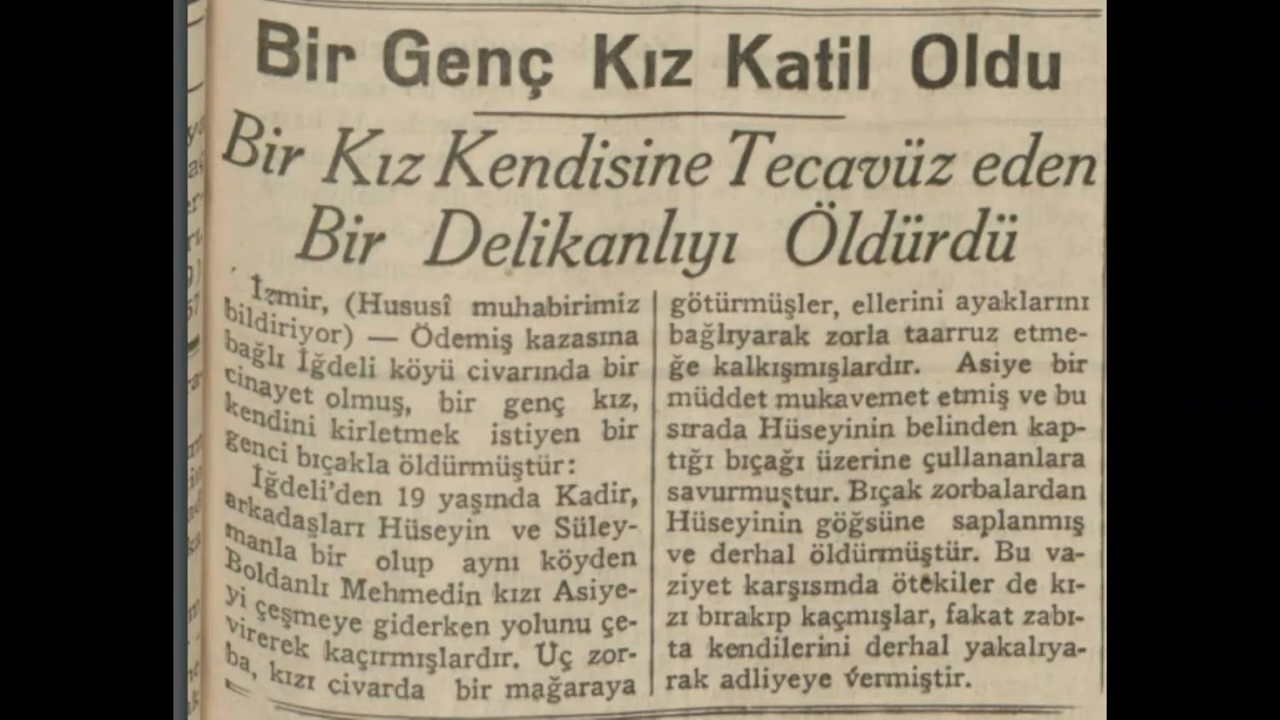 Bir Genç Kız Katil Oldu
Bir Kız Kendisine Tecavüz eden
Bir Delikanlıyı Öldürdü
İzmir, (Hususî muhabirimiz
bildiriyor) — Ödemiş kazasına
bağlı İğdeli köyü civarında bir
cinayet olmuş, bir genç kız,
kendini kirletmek istiyen bir
genci bıçakla öldürmüştür:
İğdeli'den 19 yaşında Kadir,
arkadaşları Hüseyin ve Süley-
manla bir olup aynı köyden
Boldanlı Mehmedin kızı Asiye-
yi çeşmeye giderken yolunu çe-
virerek kaçırmışlardır. Üç zor-
ba, kızı civarda bir mağaraya
götürmüşler, ellerini ayaklarını
bağlıyarak zorla taarruz etme-
ğe kalkışmışlardır. Asiye bir
müddet mukavemet etmiş ve bu
sırada Hüseyinin belinden kap-
tığı bıçağı üzerine çullananlara
savurmuştur. Bıçak zorbalardan
Hüseyinin göğsüne saplanmış
ve derhal öldürmüştür. Bu va-
ziyet karşısında ötekiler de kı-
zı bırakıp kaçmışlar, fakat zabı-
ta kendilerini derhal yakalıya-
rak adliyeye vermiştir.